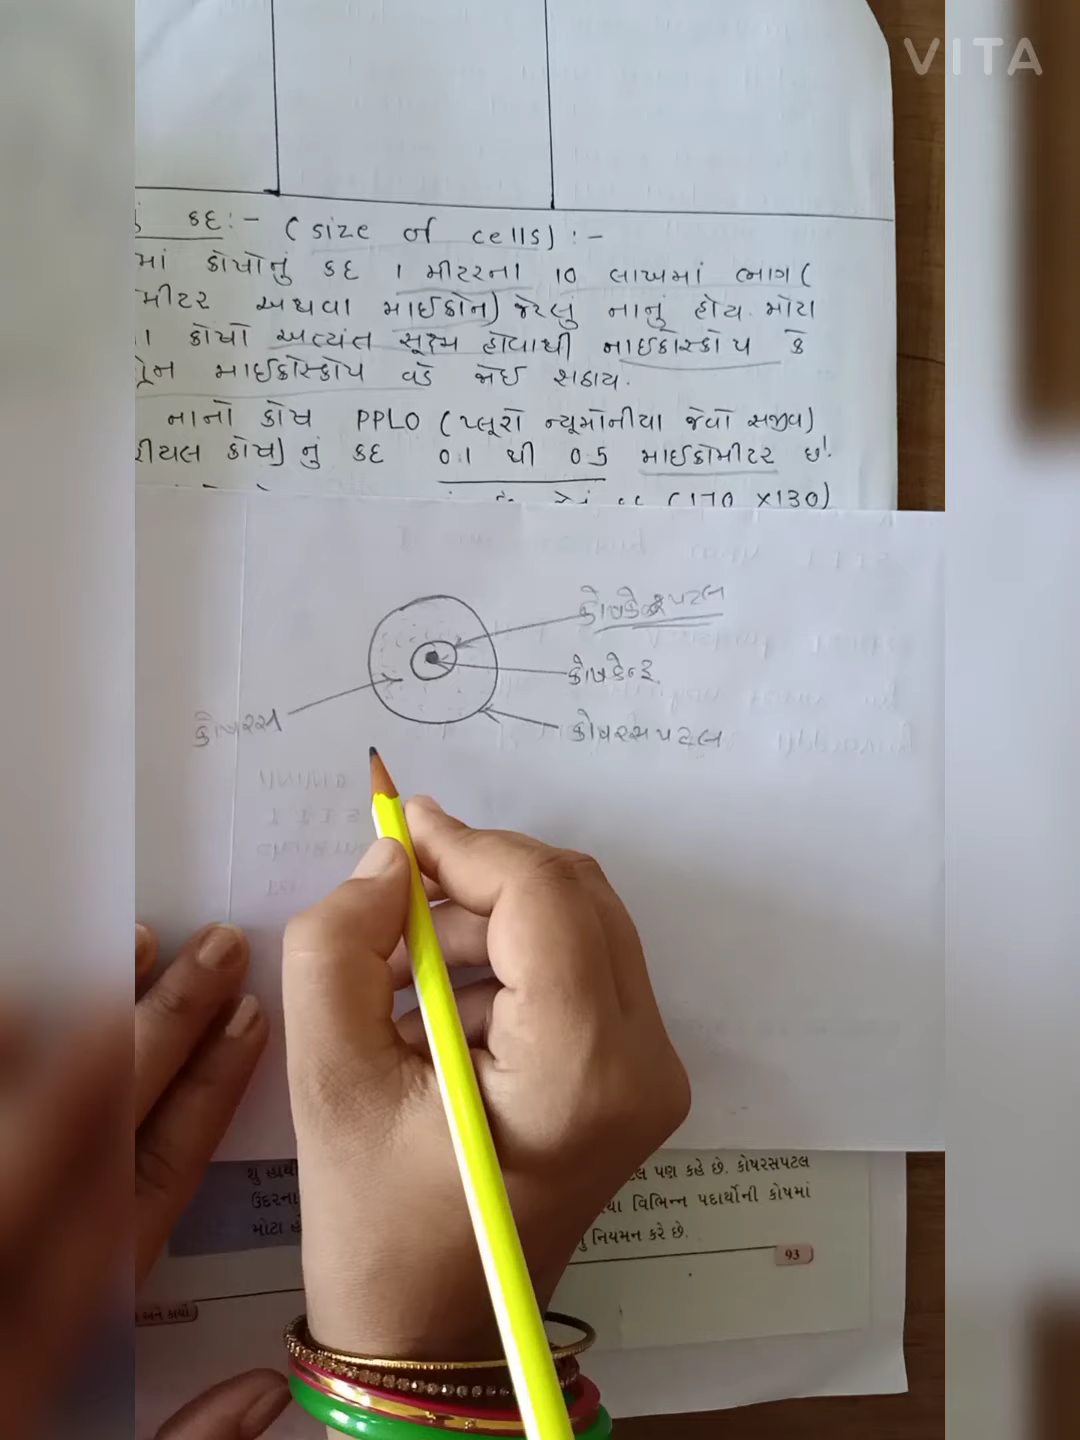 VITA
કદ:- (size of cells) :-
માં કોષોનું કદ 1 મીટરના 10 લાખમાં ભાગ (
મીટર અથવા માઈક્રોન) જેટલું નાનું હોય. મોટા
કોષો અત્યંત સૂક્ષ્મ હોવાથી માઈક્રોસ્કોપ કે
ટ્રોન માઈક્રોસ્કોપ વડે જોઈ શકાય.
નાનો કોષ PPLO (પ્લૂરો ન્યૂમોનીયા જેવો સજીવ)
રીયલ કોષ) નું કદ 0.1 થી 0.5 માઈક્રોમીટર છે!
(170 x130)
કોષકેન્દ્રપટલ
કોષકેન્દ્ર
કોષરસ
કોષરસપટલ
શું હાથી
લ પણ કહે છે. કોષરસપટલ
ઉંદરના
વિભિન્ન પદાર્થોની કોષમાં
મોટા
નિયમન કરે છે.
93
અને કાર્યો